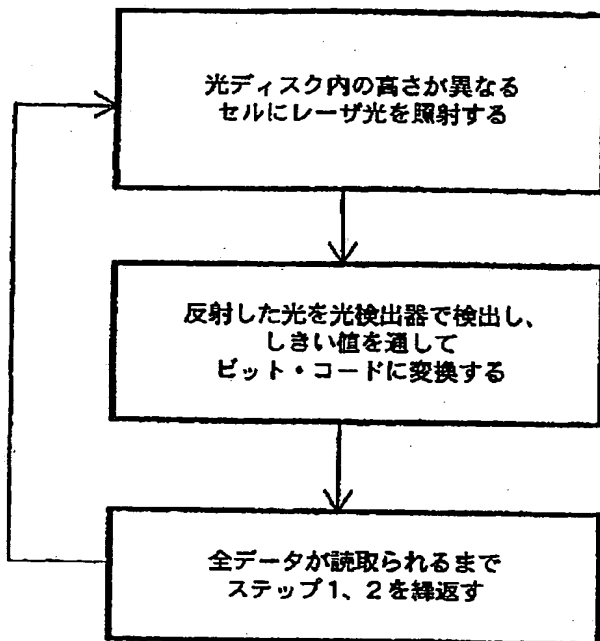 光ディスク内の高さが異なる
セルにレーザ光を照射する
反射した光を光検出器で検出し、
しきい値を通して
ビット・コードに変換する
全データが読取られるまで
ステップ1、2を繰返す